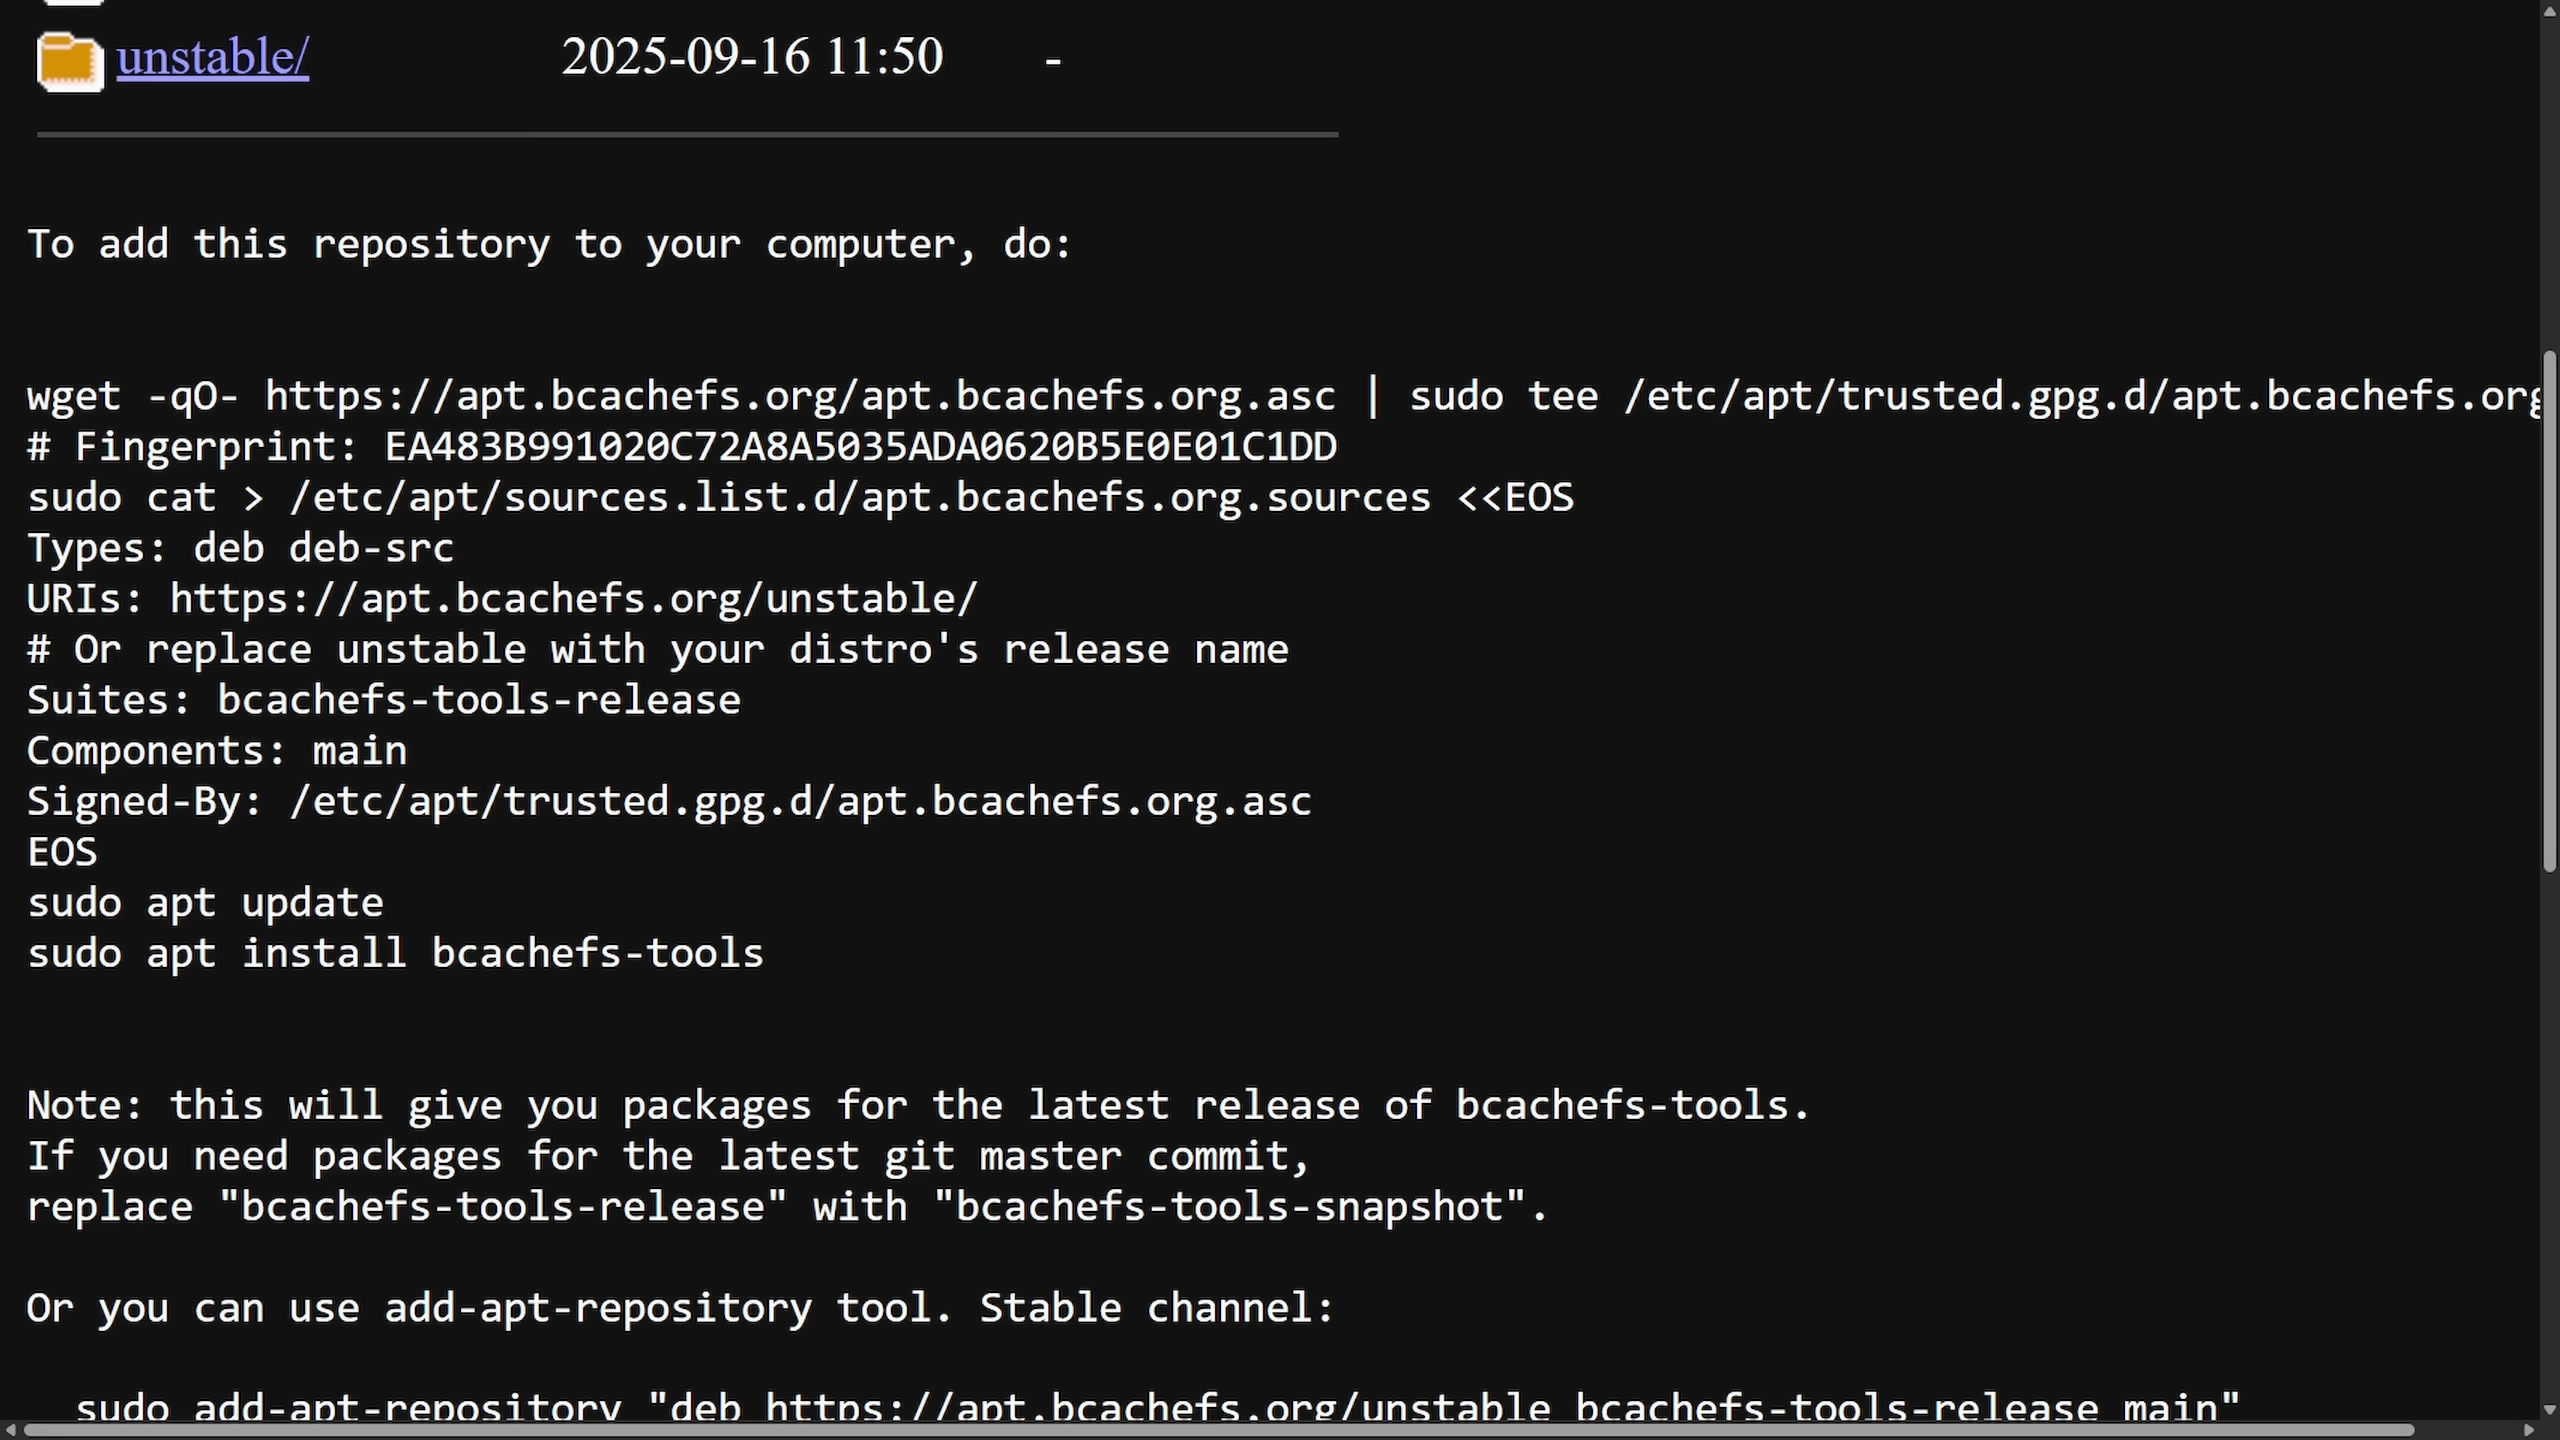 unstable/ 2025-09-16 11:50 -
To add this repository to your computer, do:
wget -qO- https://apt.bcachefs.org/apt.bcachefs.org.asc | sudo tee /etc/apt/trusted.gpg.d/apt.bcachefs.org
# Fingerprint: EA483B991020C72A8A5035ADA0620B5E0E01C1DD
sudo cat > /etc/apt/sources.list.d/apt.bcachefs.org.sources <<EOS
Types: deb deb-src
URIs: https://apt.bcachefs.org/unstable/
# Or replace unstable with your distro's release name
Suites: bcachefs-tools-release
Components: main
Signed-By: /etc/apt/trusted.gpg.d/apt.bcachefs.org.asc
EOS
sudo apt update
sudo apt install bcachefs-tools
Note: this will give you packages for the latest release of bcachefs-tools.
If you need packages for the latest git master commit,
replace "bcachefs-tools-release" with "bcachefs-tools-snapshot".
Or you can use add-apt-repository tool. Stable channel:
sudo add-apt-repository "deb https://apt.bcachefs.org/unstable bcachefs-tools-release main"